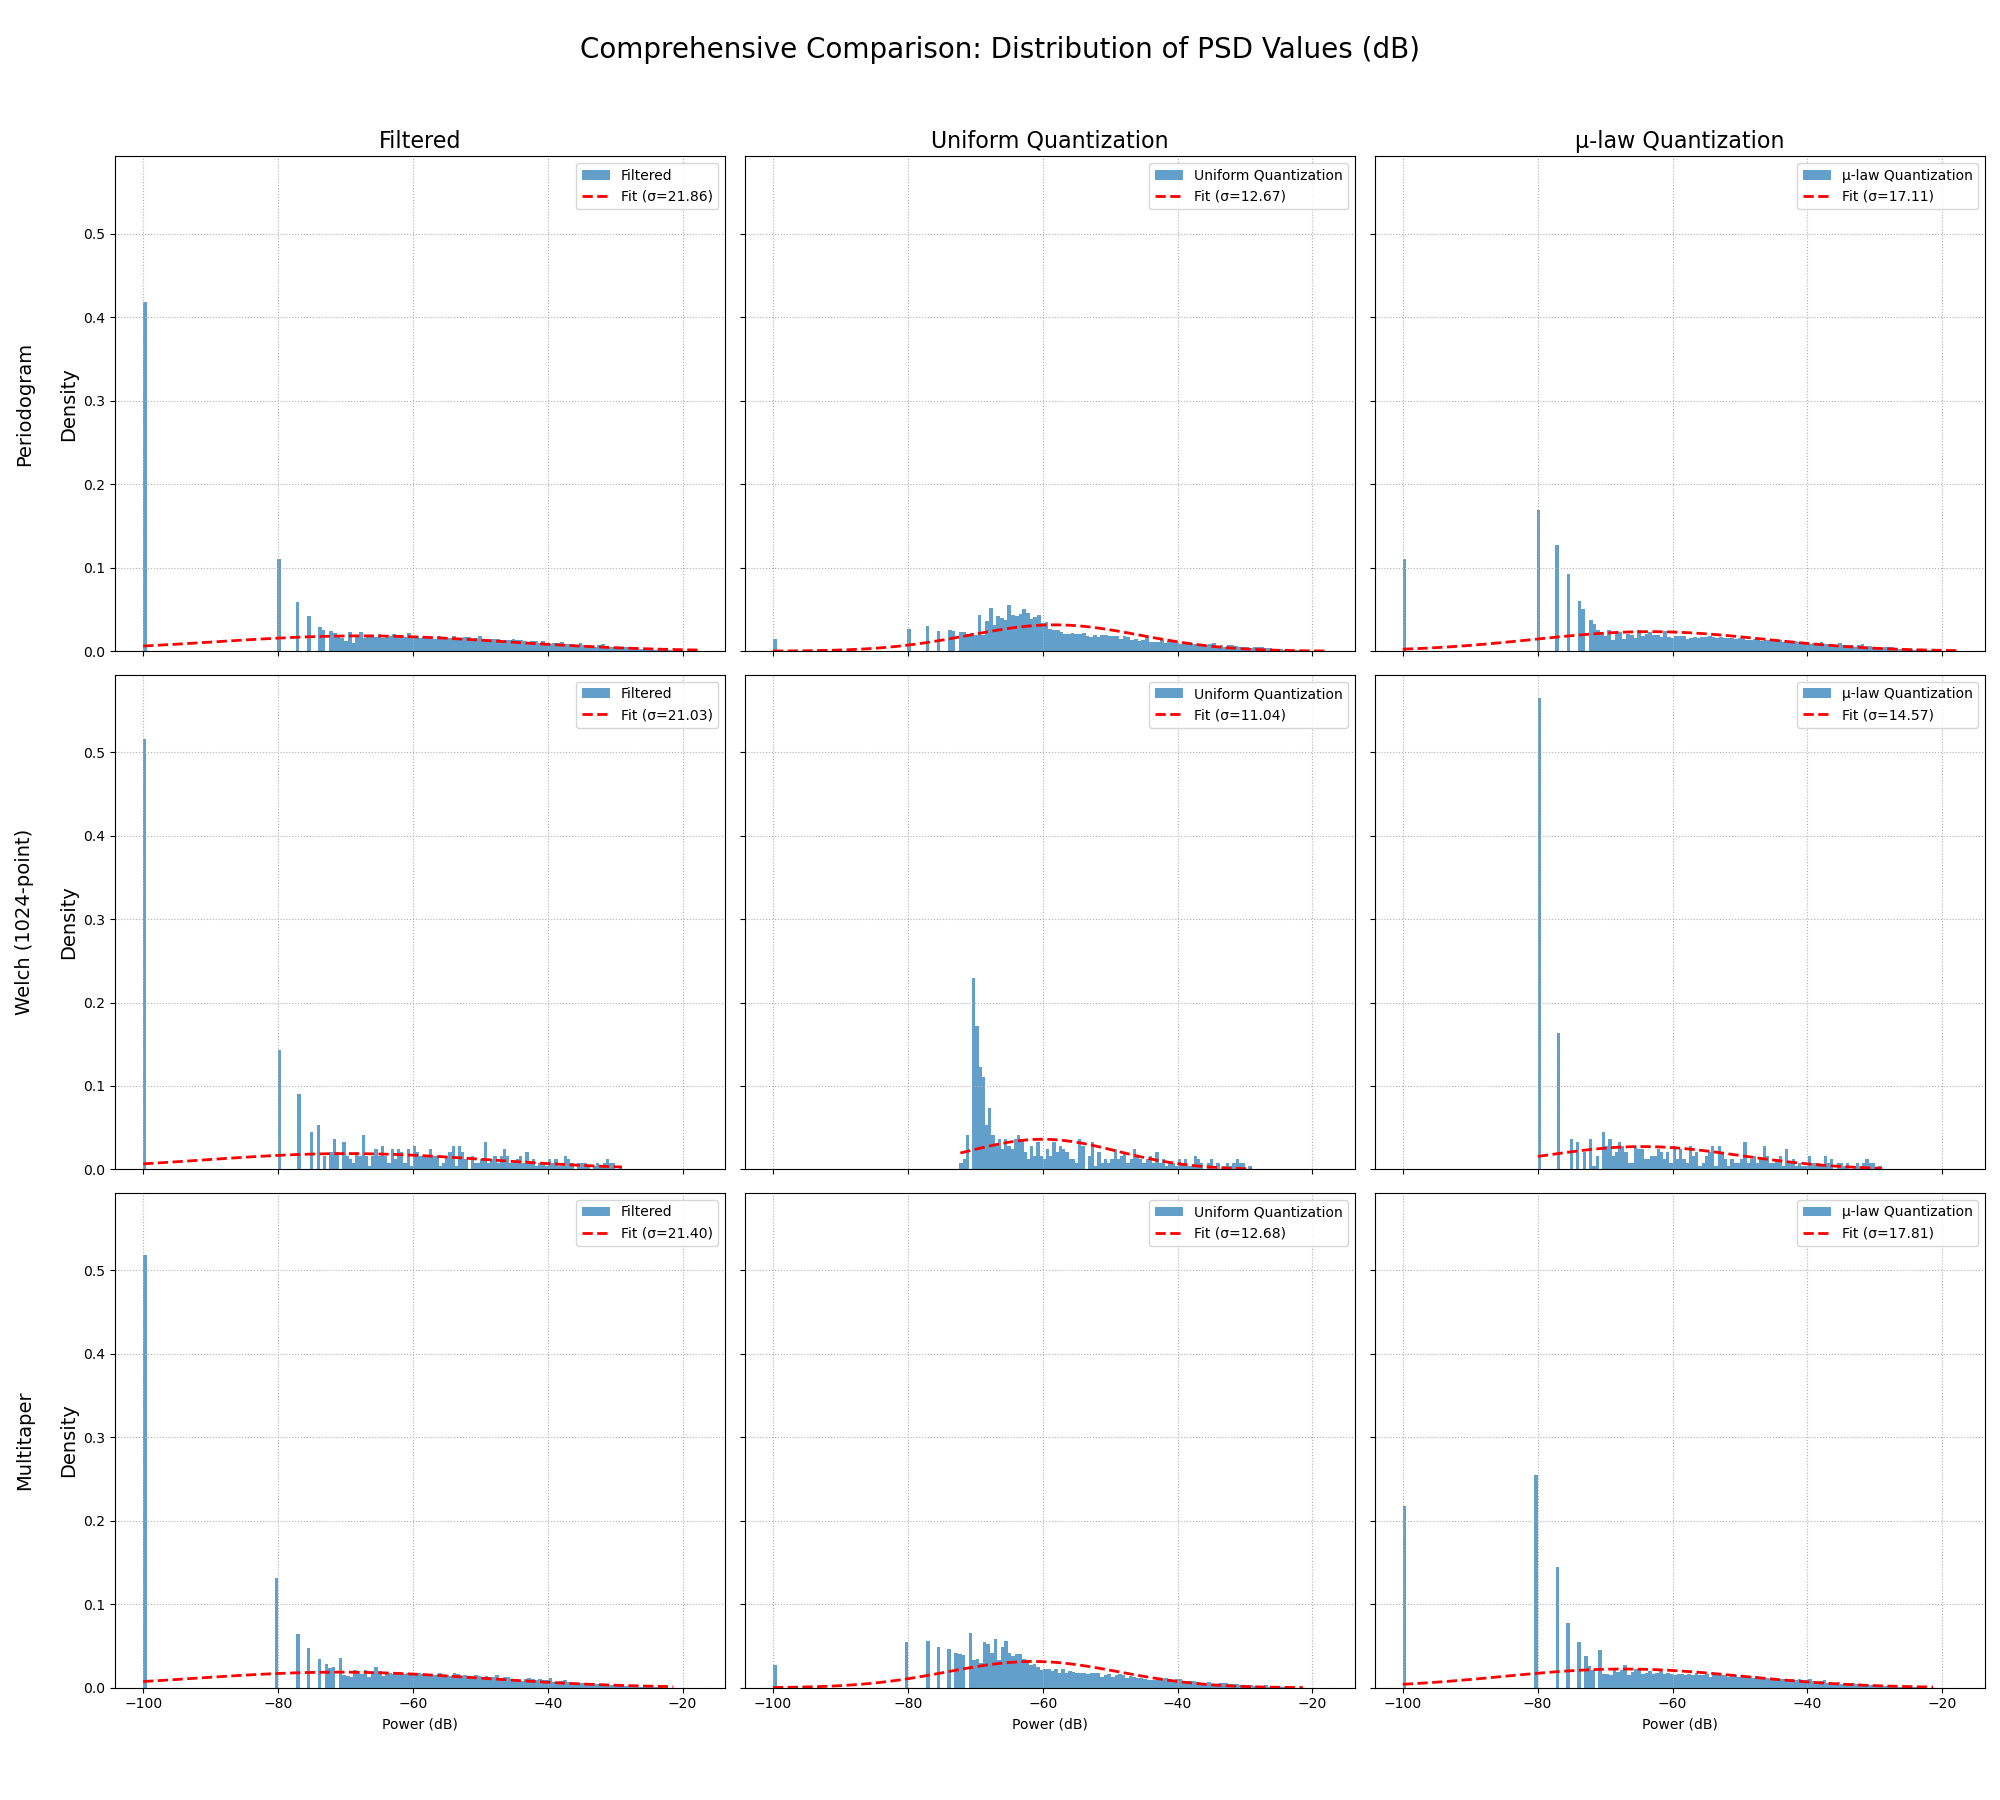 Comprehensive Comparison: Distribution of PSD Values (dB)
Filtered
Uniform Quantization
μ-law Quantization
Periodogram
Density
0.5
0.4
0.3
0.2
0.1
0.0
Filtered
Fit (σ=21.86)
Uniform Quantization
Fit (σ=12.67)
μ-law Quantization
Fit (σ=17.11)
Welch (1024-point)
Density
0.5
0.4
0.3
0.2
0.1
0.0
Filtered
Fit (σ=21.03)
Uniform Quantization
Fit (σ=11.04)
μ-law Quantization
Fit (σ=14.57)
Multitaper
Density
0.5
0.4
0.3
0.2
0.1
0.0
Filtered
Fit (σ=21.40)
Uniform Quantization
Fit (σ=12.68)
μ-law Quantization
Fit (σ=17.81)
−100 −80 −60 −40 −20
Power (dB)
−100 −80 −60 −40 −20
Power (dB)
−100 −80 −60 −40 −20
Power (dB)